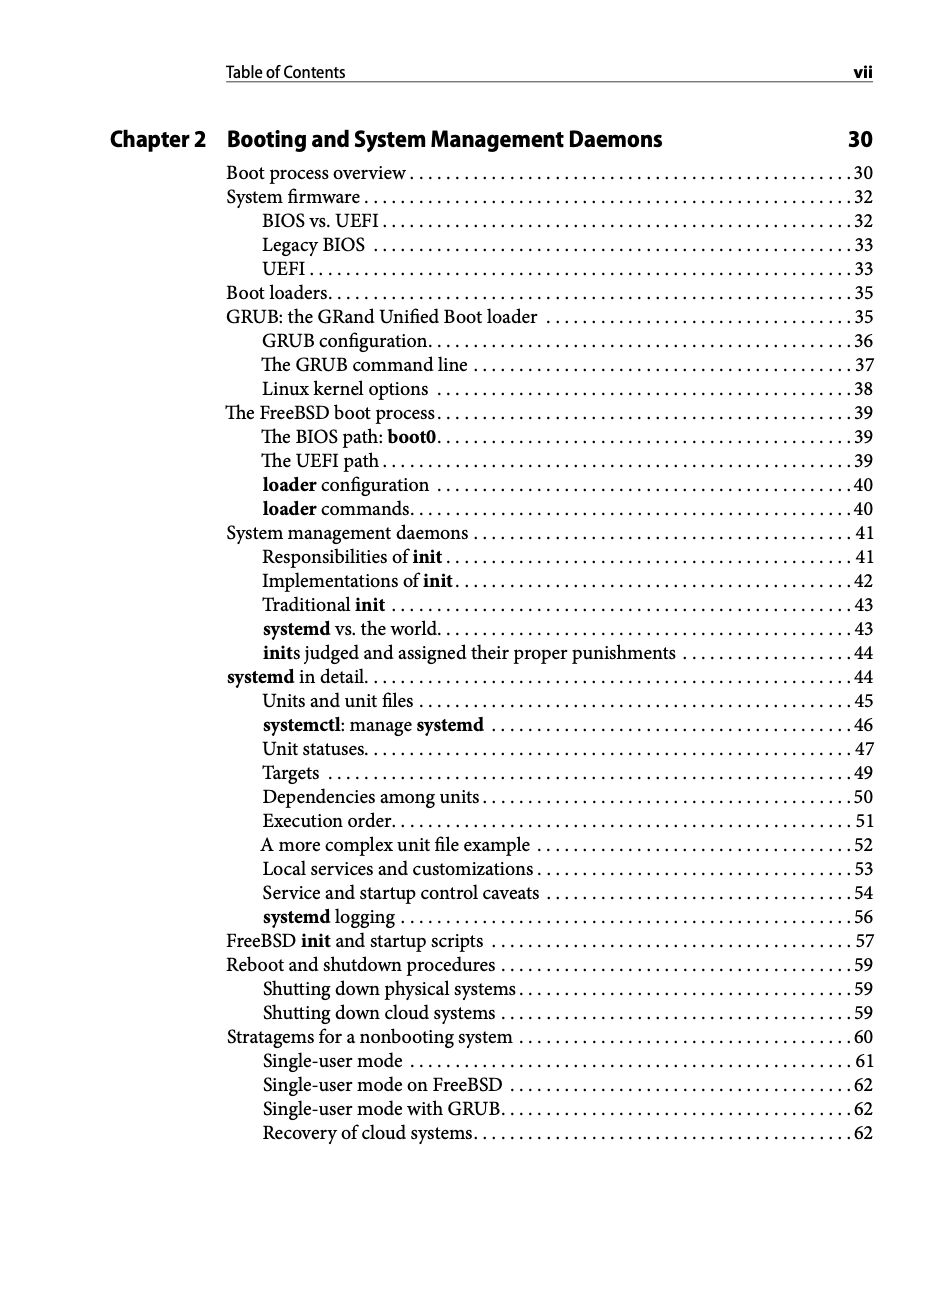 Table of Contents vii
Chapter 2 Booting and System Management Daemons 30
Boot process overview . . . . . . . . . . . . . . . . . . . . . . . . . . . . . . . . . . . . . . . . . . . . . . . . . 30
System firmware . . . . . . . . . . . . . . . . . . . . . . . . . . . . . . . . . . . . . . . . . . . . . . . . . . . . . . 32
BIOS vs. UEFI . . . . . . . . . . . . . . . . . . . . . . . . . . . . . . . . . . . . . . . . . . . . . . . . . . . . 32
Legacy BIOS . . . . . . . . . . . . . . . . . . . . . . . . . . . . . . . . . . . . . . . . . . . . . . . . . . . . . 33
UEFI . . . . . . . . . . . . . . . . . . . . . . . . . . . . . . . . . . . . . . . . . . . . . . . . . . . . . . . . . . . . 33
Boot loaders. . . . . . . . . . . . . . . . . . . . . . . . . . . . . . . . . . . . . . . . . . . . . . . . . . . . . . . . . . 35
GRUB: the GRand Unified Boot loader . . . . . . . . . . . . . . . . . . . . . . . . . . . . . . . . . . 35
GRUB configuration. . . . . . . . . . . . . . . . . . . . . . . . . . . . . . . . . . . . . . . . . . . . . . . 36
The GRUB command line . . . . . . . . . . . . . . . . . . . . . . . . . . . . . . . . . . . . . . . . . . 37
Linux kernel options . . . . . . . . . . . . . . . . . . . . . . . . . . . . . . . . . . . . . . . . . . . . . . 38
The FreeBSD boot process. . . . . . . . . . . . . . . . . . . . . . . . . . . . . . . . . . . . . . . . . . . . . . 39
The BIOS path: boot0. . . . . . . . . . . . . . . . . . . . . . . . . . . . . . . . . . . . . . . . . . . . . . 39
The UEFI path . . . . . . . . . . . . . . . . . . . . . . . . . . . . . . . . . . . . . . . . . . . . . . . . . . . . 39
loader configuration . . . . . . . . . . . . . . . . . . . . . . . . . . . . . . . . . . . . . . . . . . . . . . 40
loader commands. . . . . . . . . . . . . . . . . . . . . . . . . . . . . . . . . . . . . . . . . . . . . . . . . 40
System management daemons . . . . . . . . . . . . . . . . . . . . . . . . . . . . . . . . . . . . . . . . . . 41
Responsibilities of init . . . . . . . . . . . . . . . . . . . . . . . . . . . . . . . . . . . . . . . . . . . . . 41
Implementations of init. . . . . . . . . . . . . . . . . . . . . . . . . . . . . . . . . . . . . . . . . . . . 42
Traditional init . . . . . . . . . . . . . . . . . . . . . . . . . . . . . . . . . . . . . . . . . . . . . . . . . . . 43
systemd vs. the world. . . . . . . . . . . . . . . . . . . . . . . . . . . . . . . . . . . . . . . . . . . . . . 43
inits judged and assigned their proper punishments . . . . . . . . . . . . . . . . . . . 44
systemd in detail. . . . . . . . . . . . . . . . . . . . . . . . . . . . . . . . . . . . . . . . . . . . . . . . . . . . . . 44
Units and unit files . . . . . . . . . . . . . . . . . . . . . . . . . . . . . . . . . . . . . . . . . . . . . . . . 45
systemctl: manage systemd . . . . . . . . . . . . . . . . . . . . . . . . . . . . . . . . . . . . . . . . 46
Unit statuses. . . . . . . . . . . . . . . . . . . . . . . . . . . . . . . . . . . . . . . . . . . . . . . . . . . . . . 47
Targets . . . . . . . . . . . . . . . . . . . . . . . . . . . . . . . . . . . . . . . . . . . . . . . . . . . . . . . . . . 49
Dependencies among units . . . . . . . . . . . . . . . . . . . . . . . . . . . . . . . . . . . . . . . . . 50
Execution order. . . . . . . . . . . . . . . . . . . . . . . . . . . . . . . . . . . . . . . . . . . . . . . . . . . 51
A more complex unit file example . . . . . . . . . . . . . . . . . . . . . . . . . . . . . . . . . . . 52
Local services and customizations . . . . . . . . . . . . . . . . . . . . . . . . . . . . . . . . . . . 53
Service and startup control caveats . . . . . . . . . . . . . . . . . . . . . . . . . . . . . . . . . . 54
systemd logging . . . . . . . . . . . . . . . . . . . . . . . . . . . . . . . . . . . . . . . . . . . . . . . . . . 56
FreeBSD init and startup scripts . . . . . . . . . . . . . . . . . . . . . . . . . . . . . . . . . . . . . . . . 57
Reboot and shutdown procedures . . . . . . . . . . . . . . . . . . . . . . . . . . . . . . . . . . . . . . . 59
Shutting down physical systems . . . . . . . . . . . . . . . . . . . . . . . . . . . . . . . . . . . . . 59
Shutting down cloud systems . . . . . . . . . . . . . . . . . . . . . . . . . . . . . . . . . . . . . . . 59
Stratagems for a nonbooting system . . . . . . . . . . . . . . . . . . . . . . . . . . . . . . . . . . . . . 60
Single-user mode . . . . . . . . . . . . . . . . . . . . . . . . . . . . . . . . . . . . . . . . . . . . . . . . . 61
Single-user mode on FreeBSD . . . . . . . . . . . . . . . . . . . . . . . . . . . . . . . . . . . . . . 62
Single-user mode with GRUB. . . . . . . . . . . . . . . . . . . . . . . . . . . . . . . . . . . . . . . 62
Recovery of cloud systems. . . . . . . . . . . . . . . . . . . . . . . . . . . . . . . . . . . . . . . . . . 62